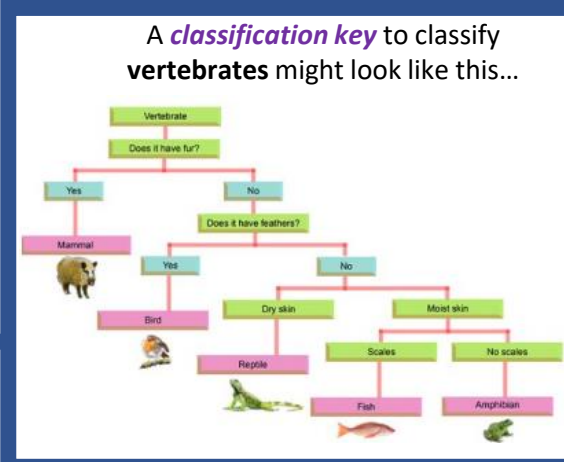 A classification key to classify
vertebrates might look like this…
Vertebrate
Does it have fur?
Yes
No
Mammal
Does it have feathers?
Yes
No
Bird
Dry skin
Moist skin
Reptile
Scales
No scales
Fish
Amphibian